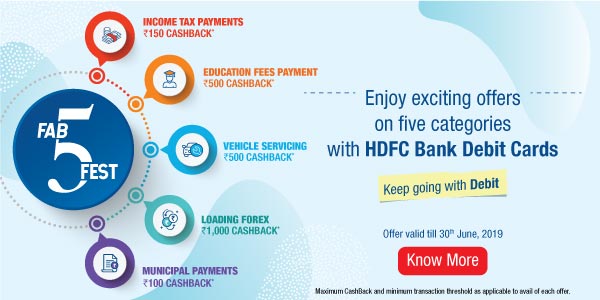 INCOME TAX PAYMENTS
₹150 CASHBACK*
EDUCATION FEES PAYMENT
₹500 CASHBACK*
FAB
5
FEST
VEHICLE SERVICING
₹500 CASHBACK*
LOADING FOREX
₹1,000 CASHBACK*
MUNICIPAL PAYMENTS
₹100 CASHBACK*
Enjoy exciting offers
on five categories
with HDFC Bank Debit Cards
Keep going with Debit
Offer valid till 30th June, 2019
Know More
Maximum CashBack and minimum transaction threshold as applicable to avail of each offer.